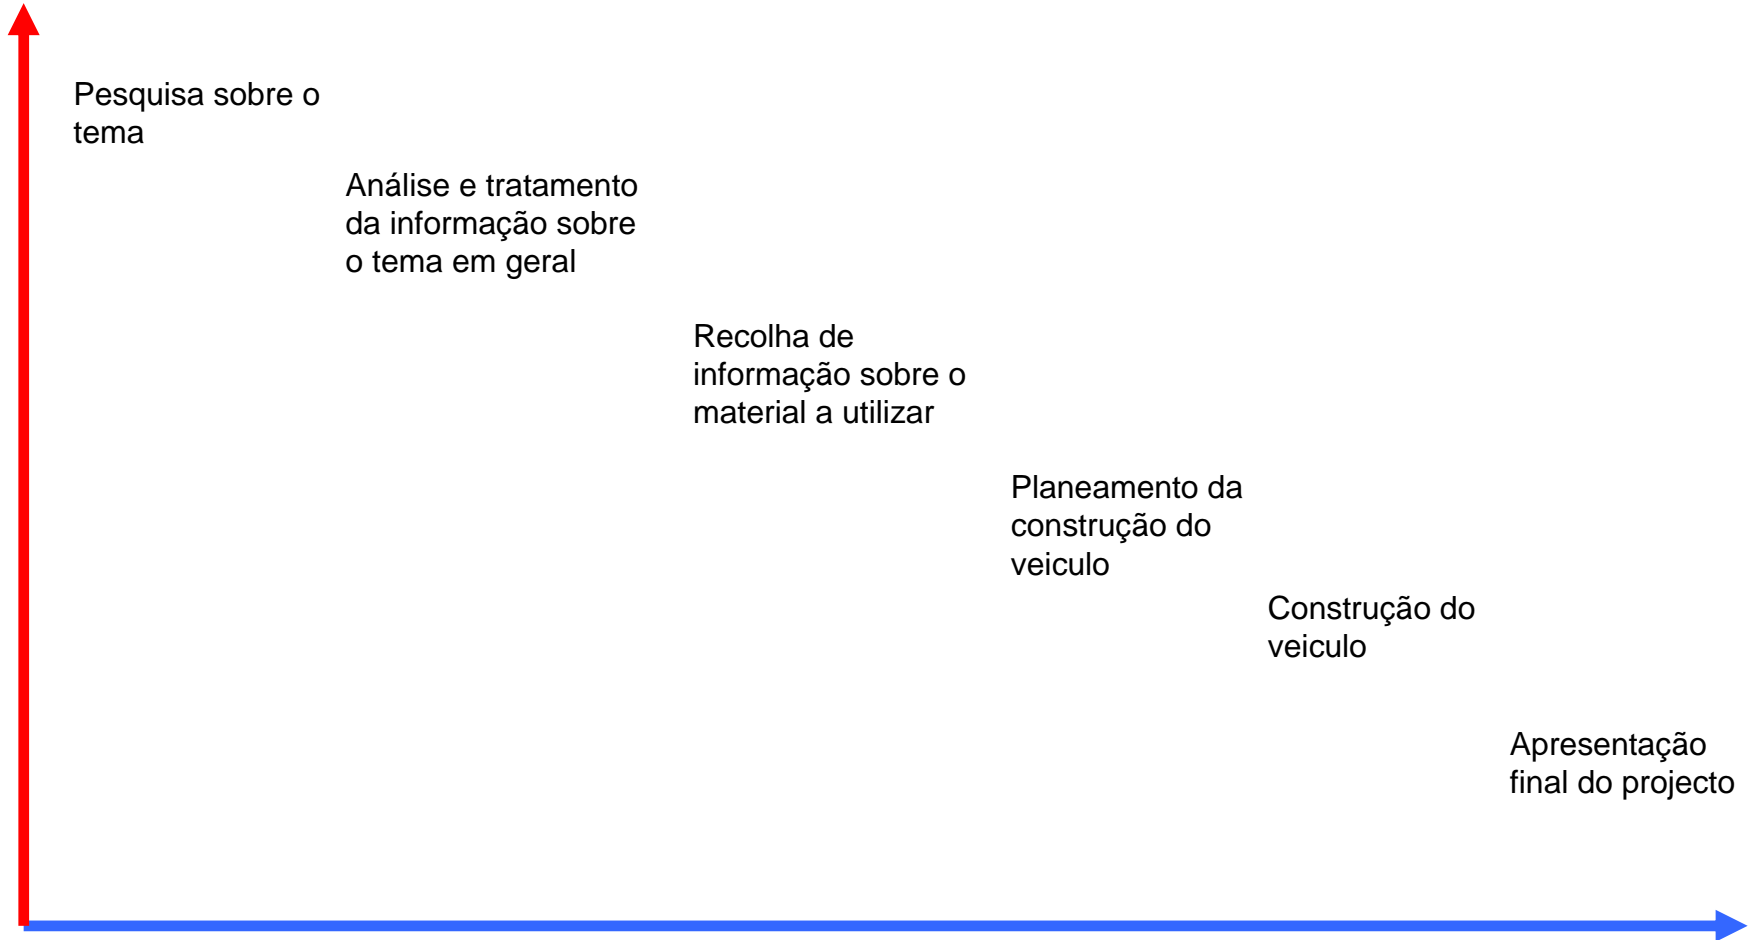 Pesquisa sobre o
tema
Análise e tratamento
da informação sobre
o tema em geral
Recolha de
informação sobre o
material a utilizar
Planeamento da
construção do
veiculo
Construção do
veiculo
Apresentação
final do projecto